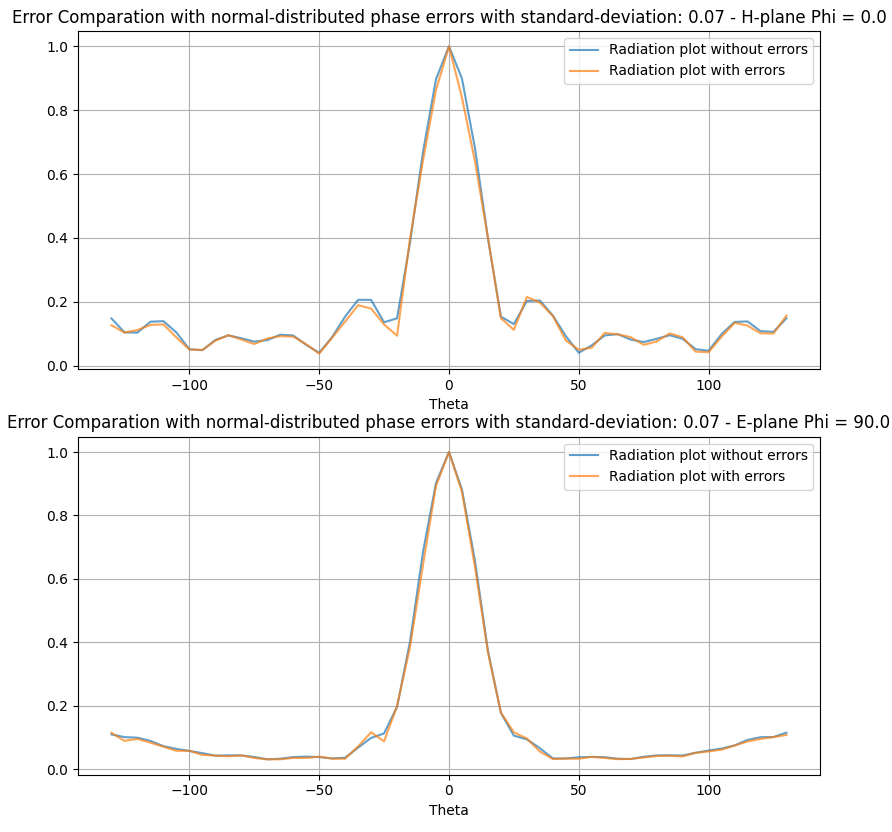 Error Comparation with normal-distributed phase errors with standard-deviation: 0.07 - H-plane Phi = 0.0
1.0
Radiation plot without errors
Radiation plot with errors
0.8
0.6
0.4
0.2
0.0
−100
−50
0
50
100
Theta
Error Comparation with normal-distributed phase errors with standard-deviation: 0.07 - E-plane Phi = 90.0
1.0
Radiation plot without errors
Radiation plot with errors
0.8
0.6
0.4
0.2
0.0
−100
−50
0
50
100
Theta